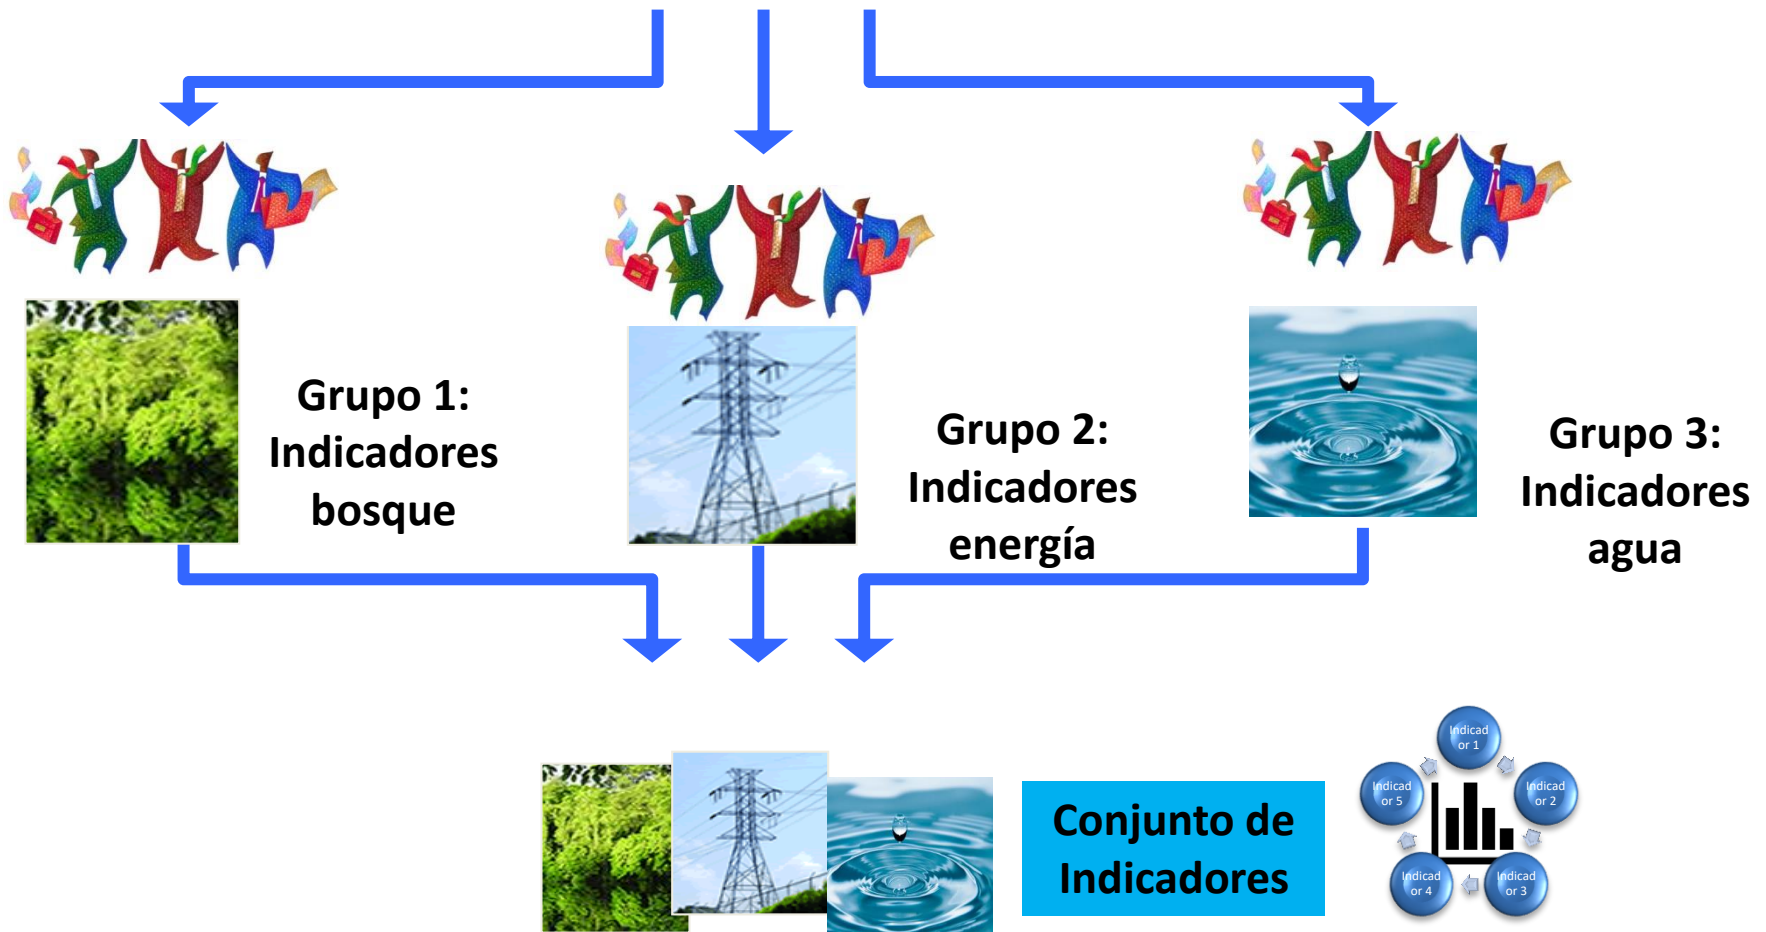 Grupo 1:
Indicadores
bosque
Grupo 2:
Indicadores
energía
Grupo 3:
Indicadores
agua
Conjunto de
Indicadores
Indicad
or 1
Indicad
or 2
Indicad
or 3
Indicad
or 4
Indicad
or 5